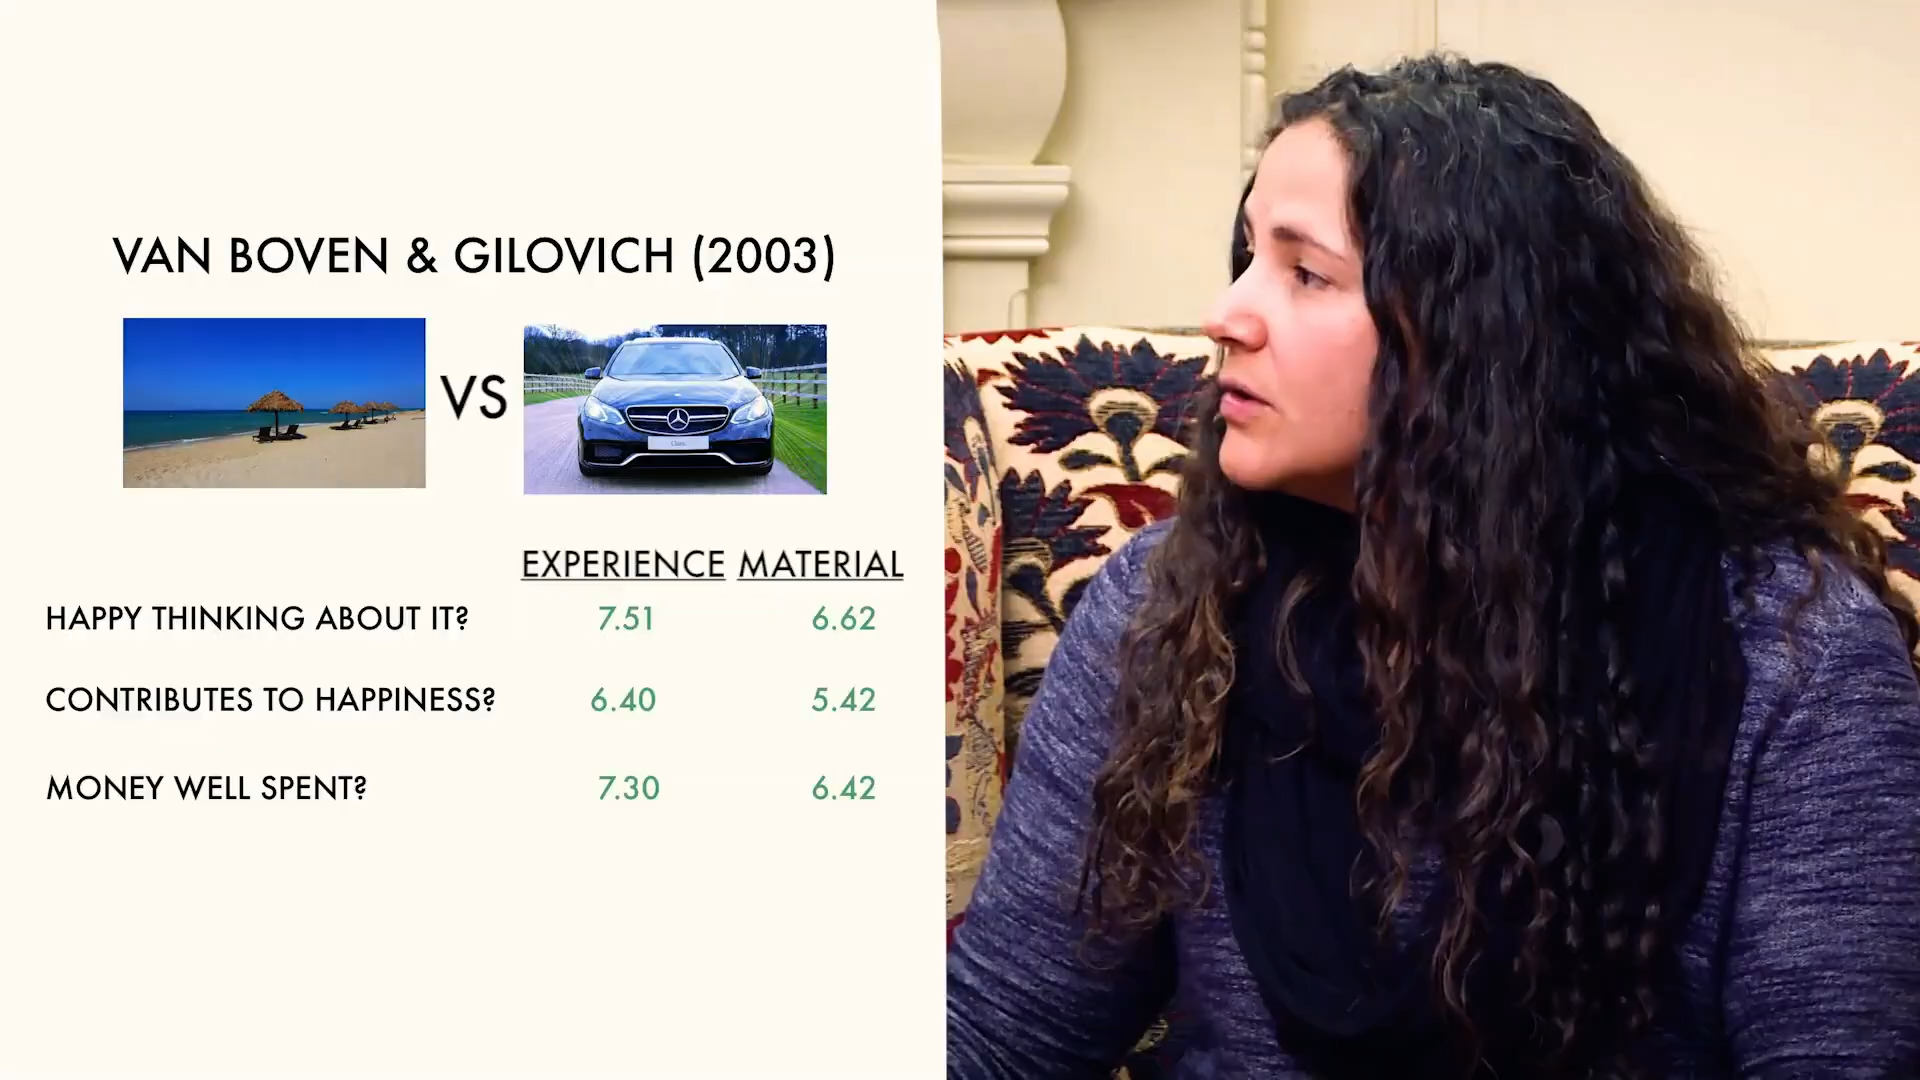 VAN BOVEN & GILOVICH (2003)
VS
EXPERIENCE MATERIAL
HAPPY THINKING ABOUT IT? 7.51 6.62
CONTRIBUTES TO HAPPINESS? 6.40 5.42
MONEY WELL SPENT? 7.30 6.42